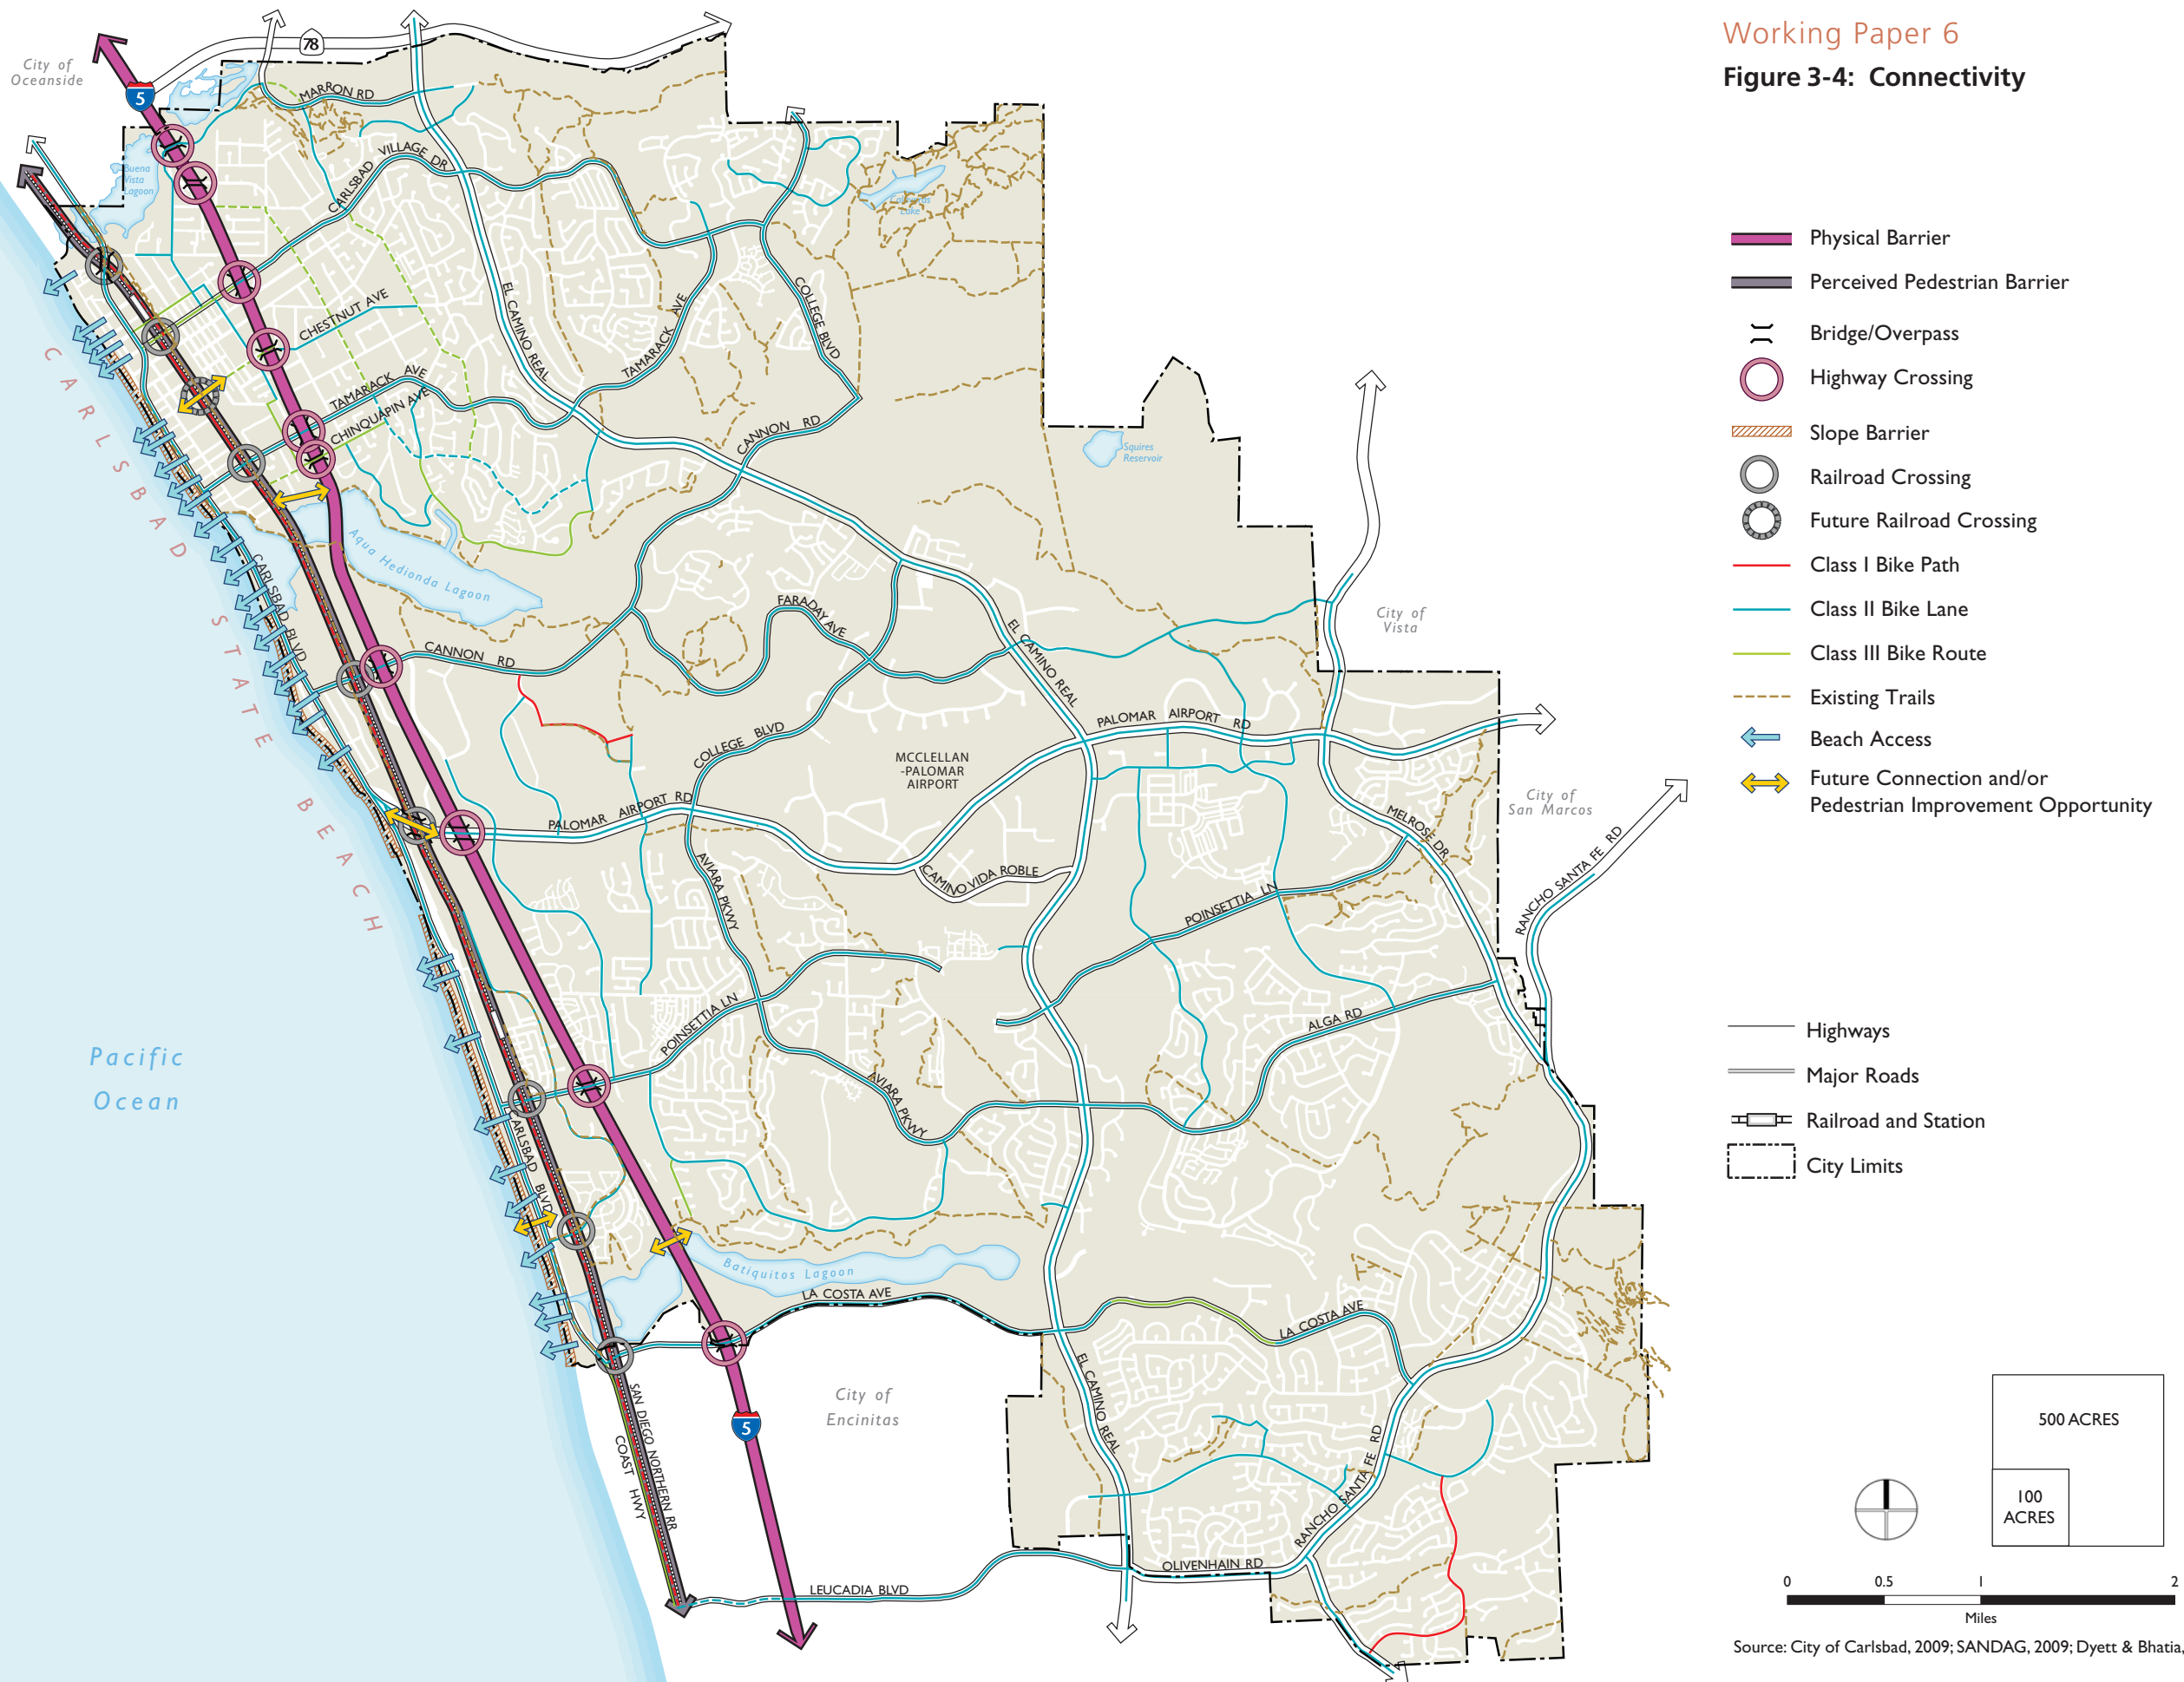 Working Paper 6
Figure 3-4: Connectivity
City of
Oceanside
78
5
MARRON RD
Buena
Vista
Lagoon
CARLSBAD VILLAGE DR
Calaveras
Lake
EL CAMINO REAL
CHESTNUT AVE
TAMARACK AVE
COLLEGE BLVD
TAMARACK AVE
CHINQUAPIN AVE
CANNON RD
Squires
Reservoir
CARLSBAD STATE BEACH
Aqua Hedionda Lagoon
CARLSBAD BLVD
CANNON RD
FARADAY AVE
EL CAMINO REAL
City of
Vista
PALOMAR AIRPORT RD
COLLEGE BLVD
MCCLELLAN
-PALOMAR
AIRPORT
City of
San Marcos
PALOMAR AIRPORT RD
MELROSE DR
RANCHO SANTA FE RD
AVIARA PKWY
CAMINO VIDA ROBLE
POINSETTIA LN
POINSETTIA LN
ALGA RD
Pacific
Ocean
AVIARA PKWY
CARLSBAD BLVD
Batiquitos Lagoon
LA COSTA AVE
LA COSTA AVE
City of
Encinitas
5
EL CAMINO REAL
SAN DIEGO NORTHERN RR
COAST HWY
RANCHO SANTA FE RD
OLIVENHAIN RD
LEUCADIA BLVD
Physical Barrier
Perceived Pedestrian Barrier
Bridge/Overpass
Highway Crossing
Slope Barrier
Railroad Crossing
Future Railroad Crossing
Class I Bike Path
Class II Bike Lane
Class III Bike Route
Existing Trails
Beach Access
Future Connection and/or
Pedestrian Improvement Opportunity
Highways
Major Roads
Railroad and Station
City Limits
500 ACRES
100
ACRES
0 0.5 1 2
Miles
Source: City of Carlsbad, 2009; SANDAG, 2009; Dyett & Bhatia,